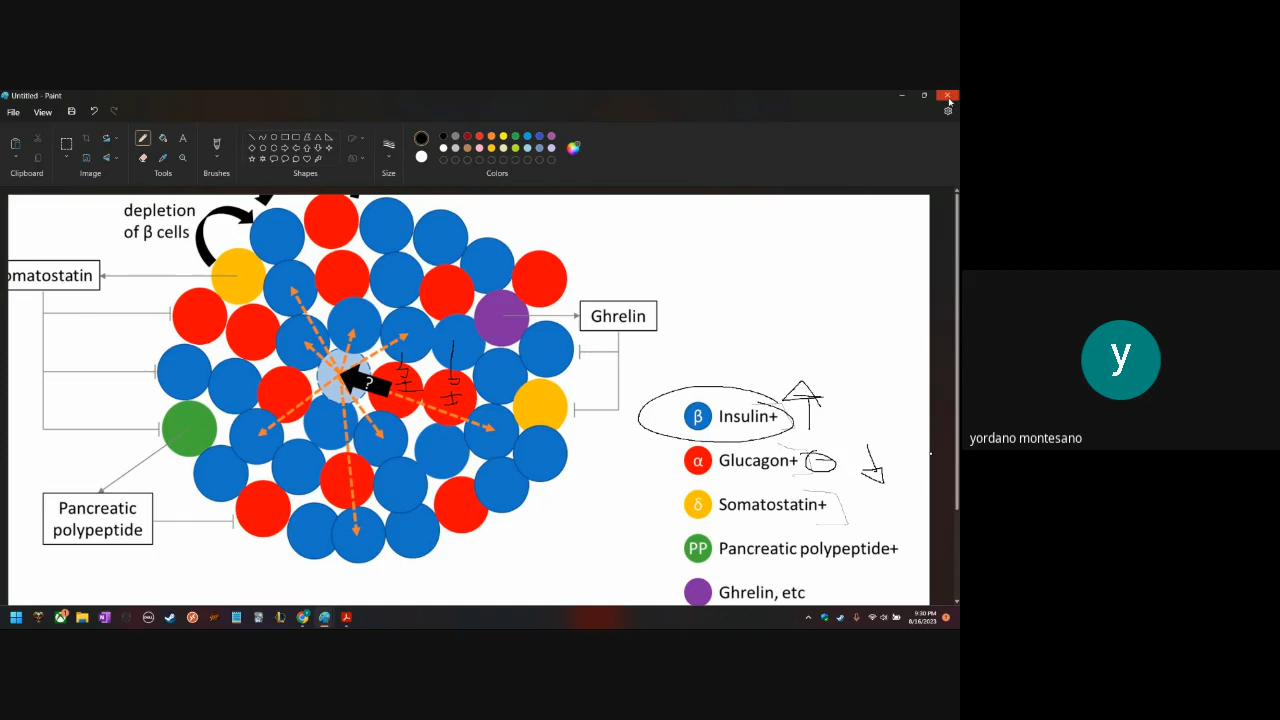 Untitled - Paint
File View
Clipboard
Image
Tools
Brushes
Shapes
Size
Colors
depletion
of β cells
omatostatin
Ghrelin
?
β Insulin+
α Glucagon+
δ Somatostatin+
PP Pancreatic polypeptide+
Ghrelin, etc
Pancreatic
polypeptide
y
yordano montesano
9:30 PM
8/16/2023